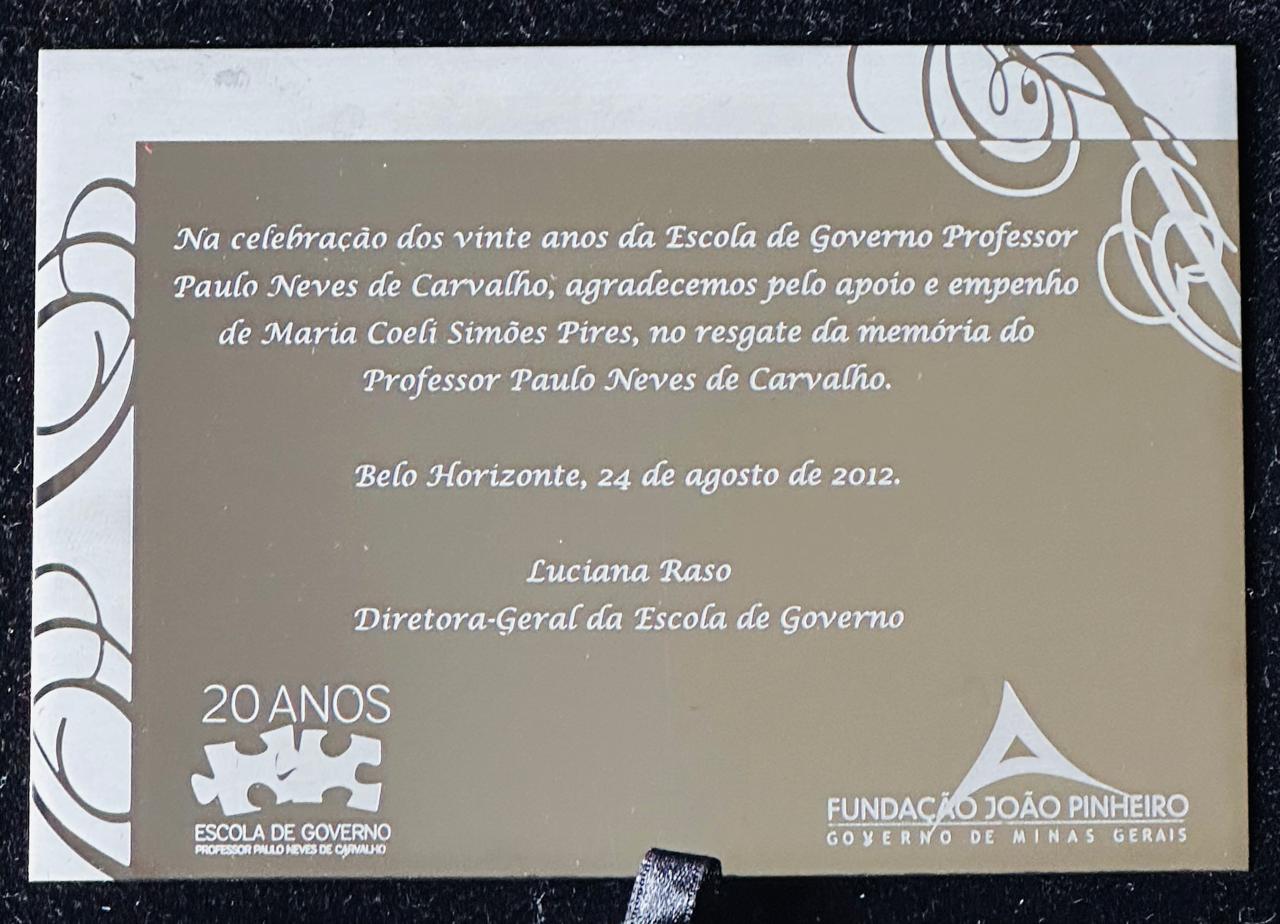 Na celebração dos vinte anos da Escola de Governo Professor
Paulo Neves de Carvalho, agradecemos pelo apoio e empenho
de Maria Coeli Simões Pires, no resgate da memória do
Professor Paulo Neves de Carvalho.
Belo Horizonte, 24 de agosto de 2012.
Luciana Raso
Diretora-Geral da Escola de Governo
20 ANOS
ESCOLA DE GOVERNO
PROFESSOR PAULO NEVES DE CARVALHO
FUNDAÇÃO JOÃO PINHEIRO
GOVERNO DE MINAS GERAIS